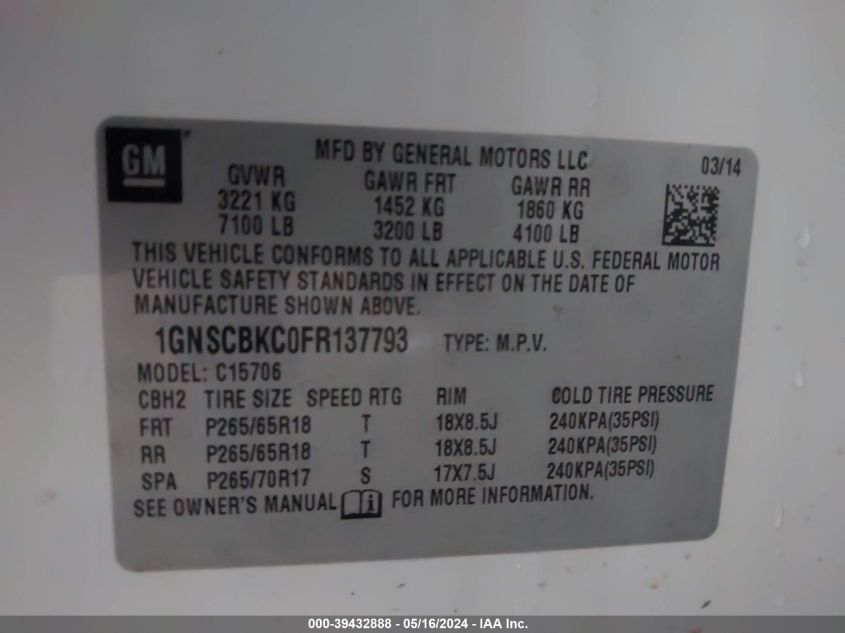 GM
MFD BY GENERAL MOTORS LLC 03/14
GVWR GAWR FRT GAWR RR
3221 KG 1452 KG 1860 KG
7100 LB 3200 LB 4100 LB
THIS VEHICLE CONFORMS TO ALL APPLICABLE U.S. FEDERAL MOTOR
VEHICLE SAFETY STANDARDS IN EFFECT ON THE DATE OF
MANUFACTURE SHOWN ABOVE.
1GNSCBKC0FR137793 TYPE: M.P.V.
MODEL: C15706
CBH2 TIRE SIZE SPEED RTG RIM COLD TIRE PRESSURE
FRT P265/65R18 T 18X8.5J 240KPA(35PSI)
RR P265/65R18 T 18X8.5J 240KPA(35PSI)
SPA P265/70R17 S 17X7.5J 240KPA(35PSI)
SEE OWNER'S MANUAL i FOR MORE INFORMATION.
000-39432888 - 05/16/2024 - IAA Inc.